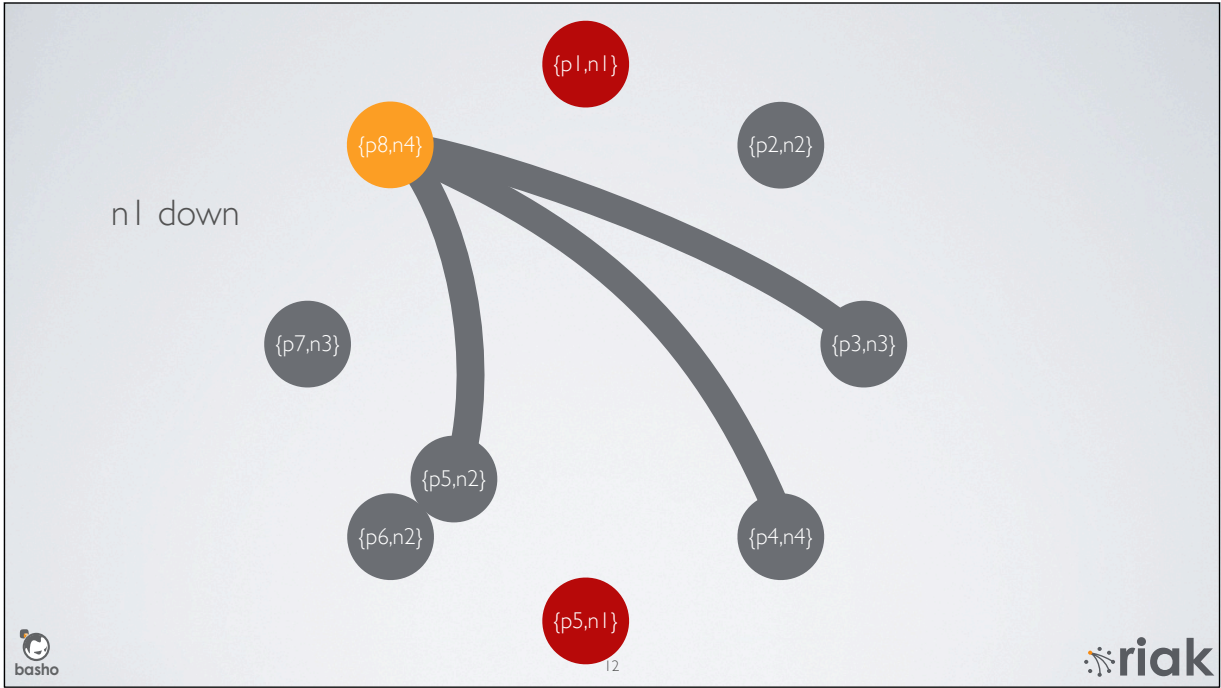 {p1,n1}
{p8,n4}
{p2,n2}
n1 down
{p7,n3}
{p3,n3}
{p5,n2}
{p6,n2}
{p4,n4}
{p5,n1}
basho
12
riak